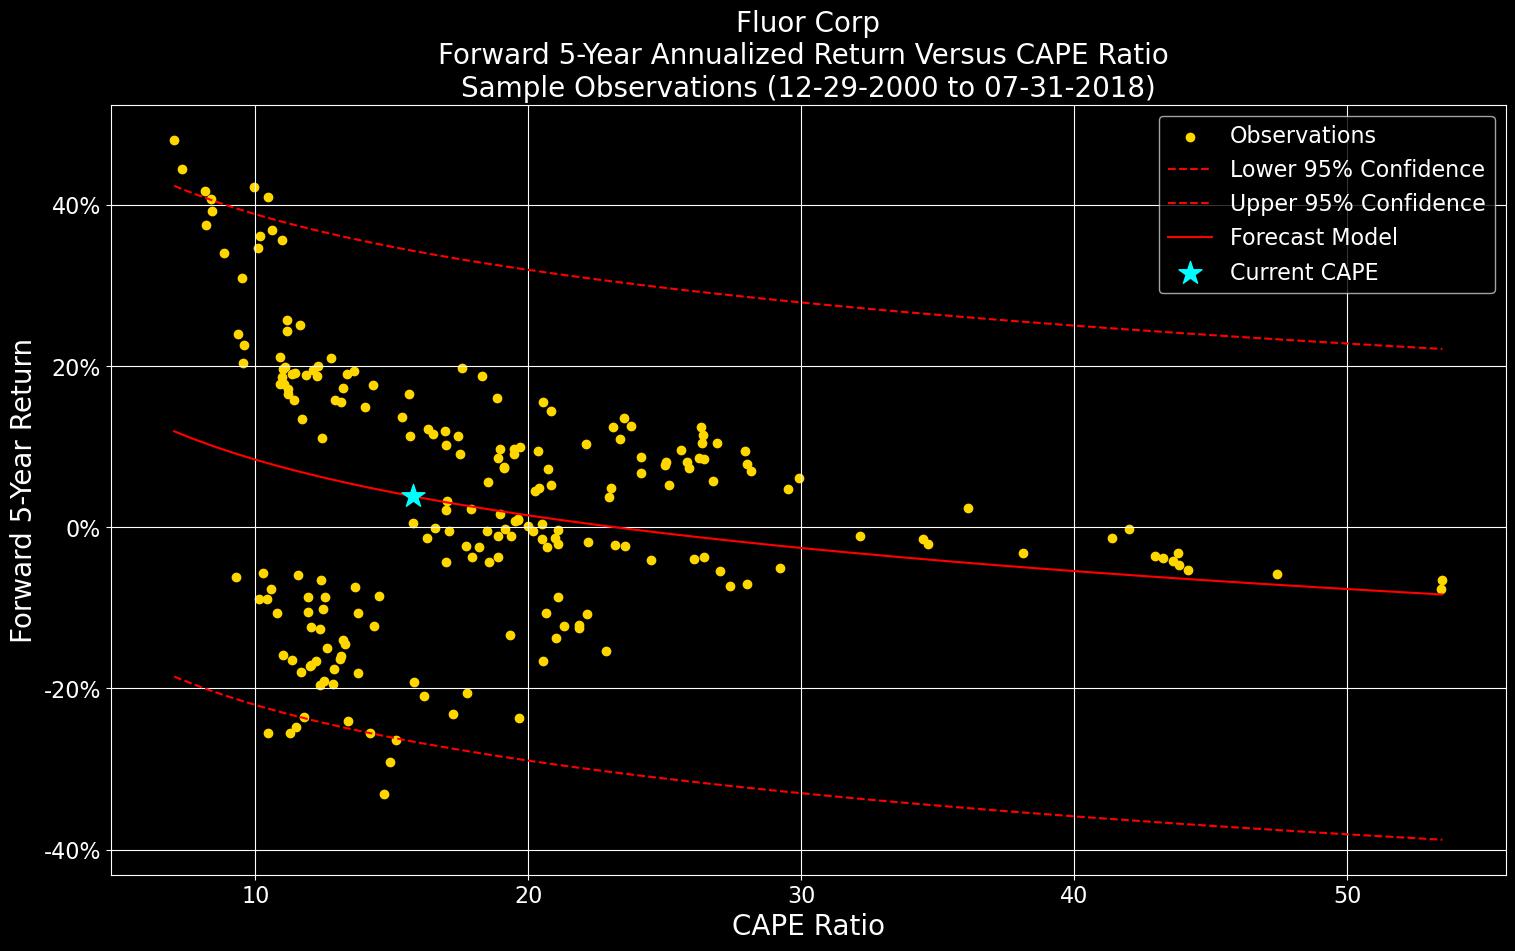 Fluor Corp
Forward 5-Year Annualized Return Versus CAPE Ratio
Sample Observations (12-29-2000 to 07-31-2018)
Observations
Lower 95% Confidence
Upper 95% Confidence
Forecast Model
Current CAPE
Forward 5-Year Return
40%
20%
0%
-20%
-40%
10 20 30 40 50
CAPE Ratio